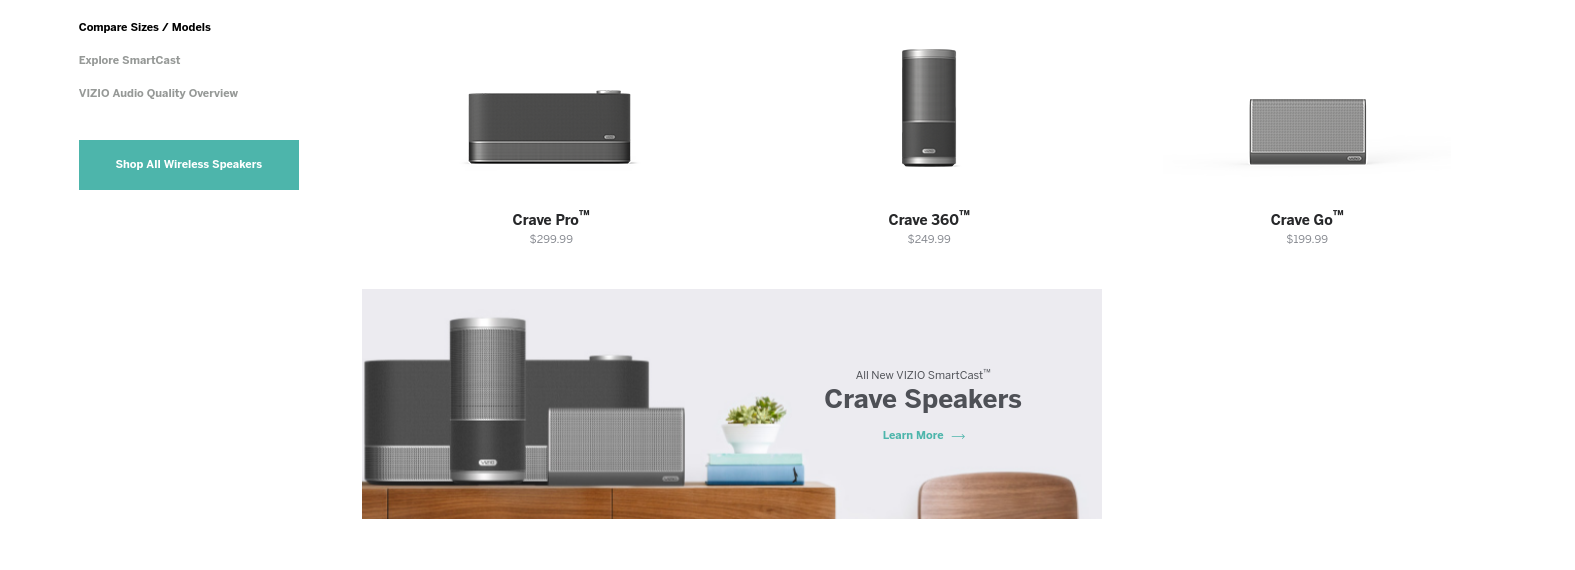 Compare Sizes / Models
Explore SmartCast
VIZIO Audio Quality Overview
Shop All Wireless Speakers
Crave Pro™
$299.99
Crave 360™
$249.99
Crave Go™
$199.99
All New VIZIO SmartCast™
Crave Speakers
Learn More →